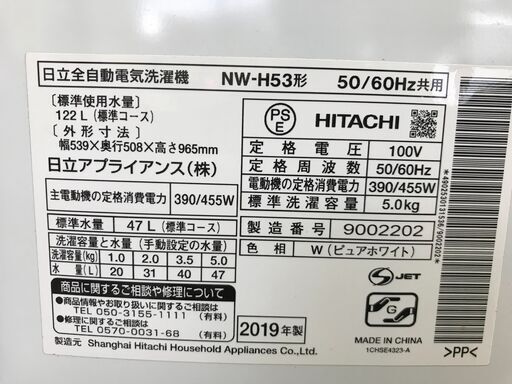 日立全自動電気洗濯機 NW-H53形 50/60Hz共用
[標準使用水量]
122L(標準コース)
[外形寸法]
幅539×奥行508×高さ965mm
日立アプライアンス(株)
PS
E
HITACHI
定格電圧 100V
定格周波数 50/60Hz
電動機の定格消費電力 390/455W
標準洗濯容量 5.0kg
主電動機の定格消費電力 390/455W
標準水量 47L(標準コース)
洗濯容量と水量(手動設定の水量)
洗濯容量(kg) 1.0 2.0 3.5 5.0
水量(L) 20 31 40 47
製造番号 9002202
色相 W(ピュアホワイト)
商品に関するご相談や修理について
•商品情報やお取り扱いに関するご相談は
TEL 050-3155-1111 (有料)
•修理に関するご相談は
TEL 0570-0031-68 (有料)
2019年製
S JET
G
MADE IN CHINA
1CHSE4323-A
製造元 Shanghai Hitachi Household Appliances Co.,Ltd.
>PP<